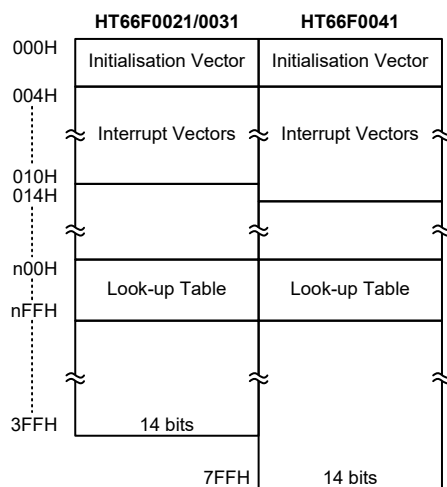 HT66F0021/0031 HT66F0041
000H Initialisation Vector Initialisation Vector
004H
Interrupt Vectors Interrupt Vectors
010H
014H
n00H
Look-up Table Look-up Table
nFFH
3FFH 14 bits
7FFH 14 bits